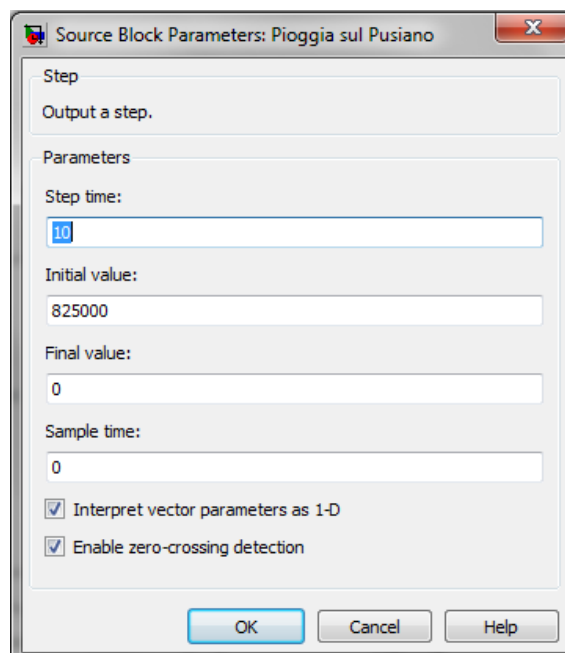 Source Block Parameters: Pioggia sul Pusiano
Step
Output a step.
Parameters
Step time:
10
Initial value:
825000
Final value:
0
Sample time:
0
Interpret vector parameters as 1-D
Enable zero-crossing detection
OK Cancel Help